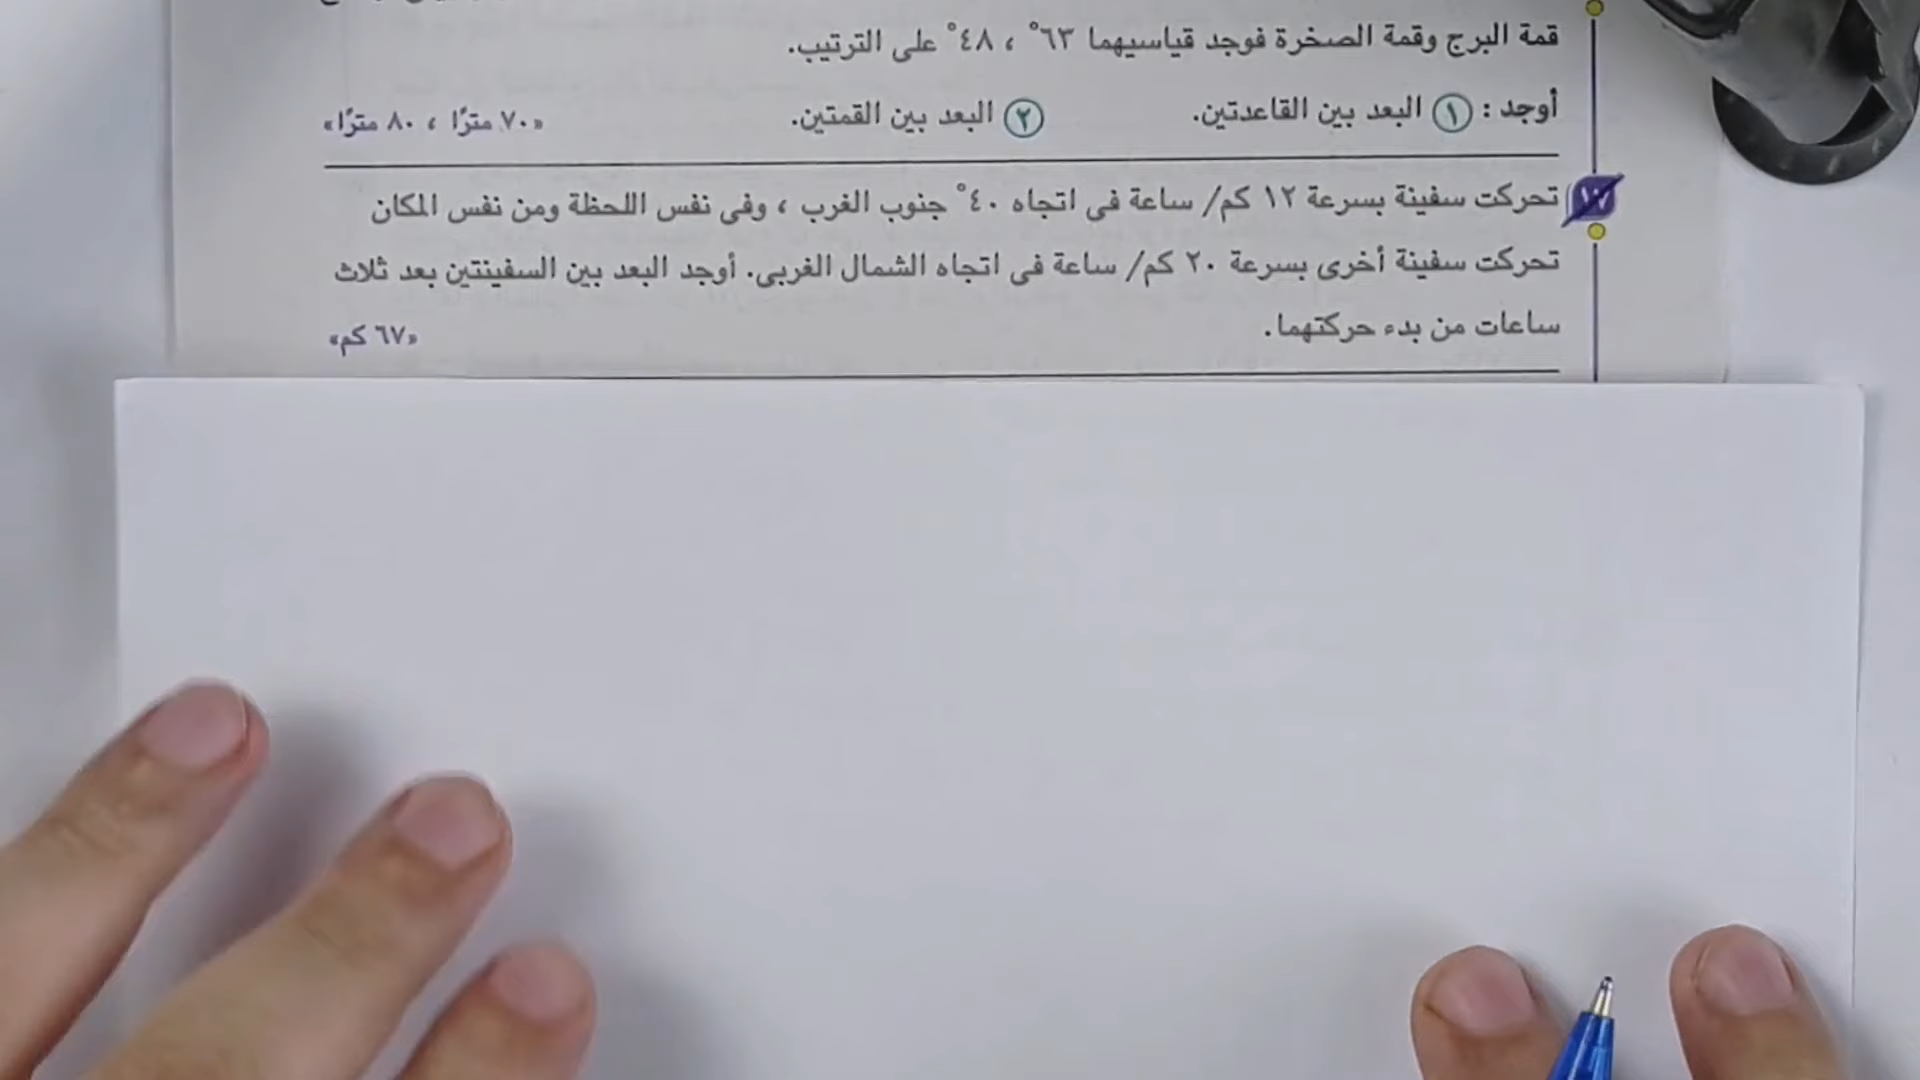 قمة البرج وقمة الصخرة فوجد قياسيهما ٦٣° ، ٤٨° على الترتيب.
أوجد : ١ البعد بين القاعدتين. ٢ البعد بين القمتين. «٧٠ مترًا ، ٨٠ مترًا»
تحركت سفينة بسرعة ١٢ كم/ ساعة فى اتجاه ٤٠° جنوب الغرب ، وفى نفس اللحظة ومن نفس المكان
تحركت سفينة أخرى بسرعة ٢٠ كم/ ساعة فى اتجاه الشمال الغربى. أوجد البعد بين السفينتين بعد ثلاث
ساعات من بدء حركتهما. «٦٧ كم»